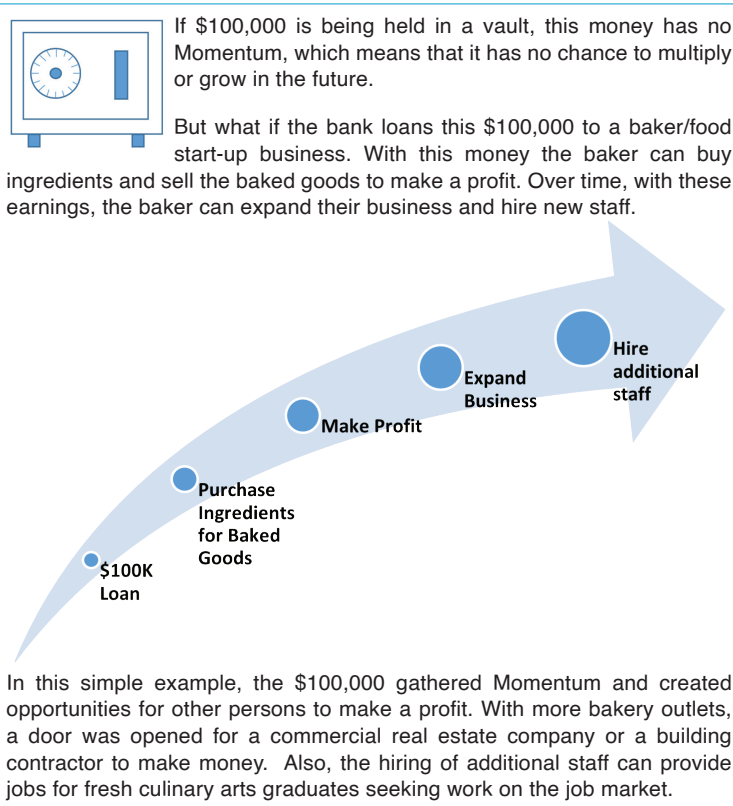 If $100,000 is being held in a vault, this money has no
Momentum, which means that it has no chance to multiply
or grow in the future.
But what if the bank loans this $100,000 to a baker/food
start-up business. With this money the baker can buy
ingredients and sell the baked goods to make a profit. Over time, with these
earnings, the baker can expand their business and hire new staff.
Hire
additional
staff
Expand
Business
Make Profit
Purchase
Ingredients
for Baked
Goods
$100K
Loan
In this simple example, the $100,000 gathered Momentum and created
opportunities for other persons to make a profit. With more bakery outlets,
a door was opened for a commercial real estate company or a building
contractor to make money.  Also, the hiring of additional staff can provide
jobs for fresh culinary arts graduates seeking work on the job market.